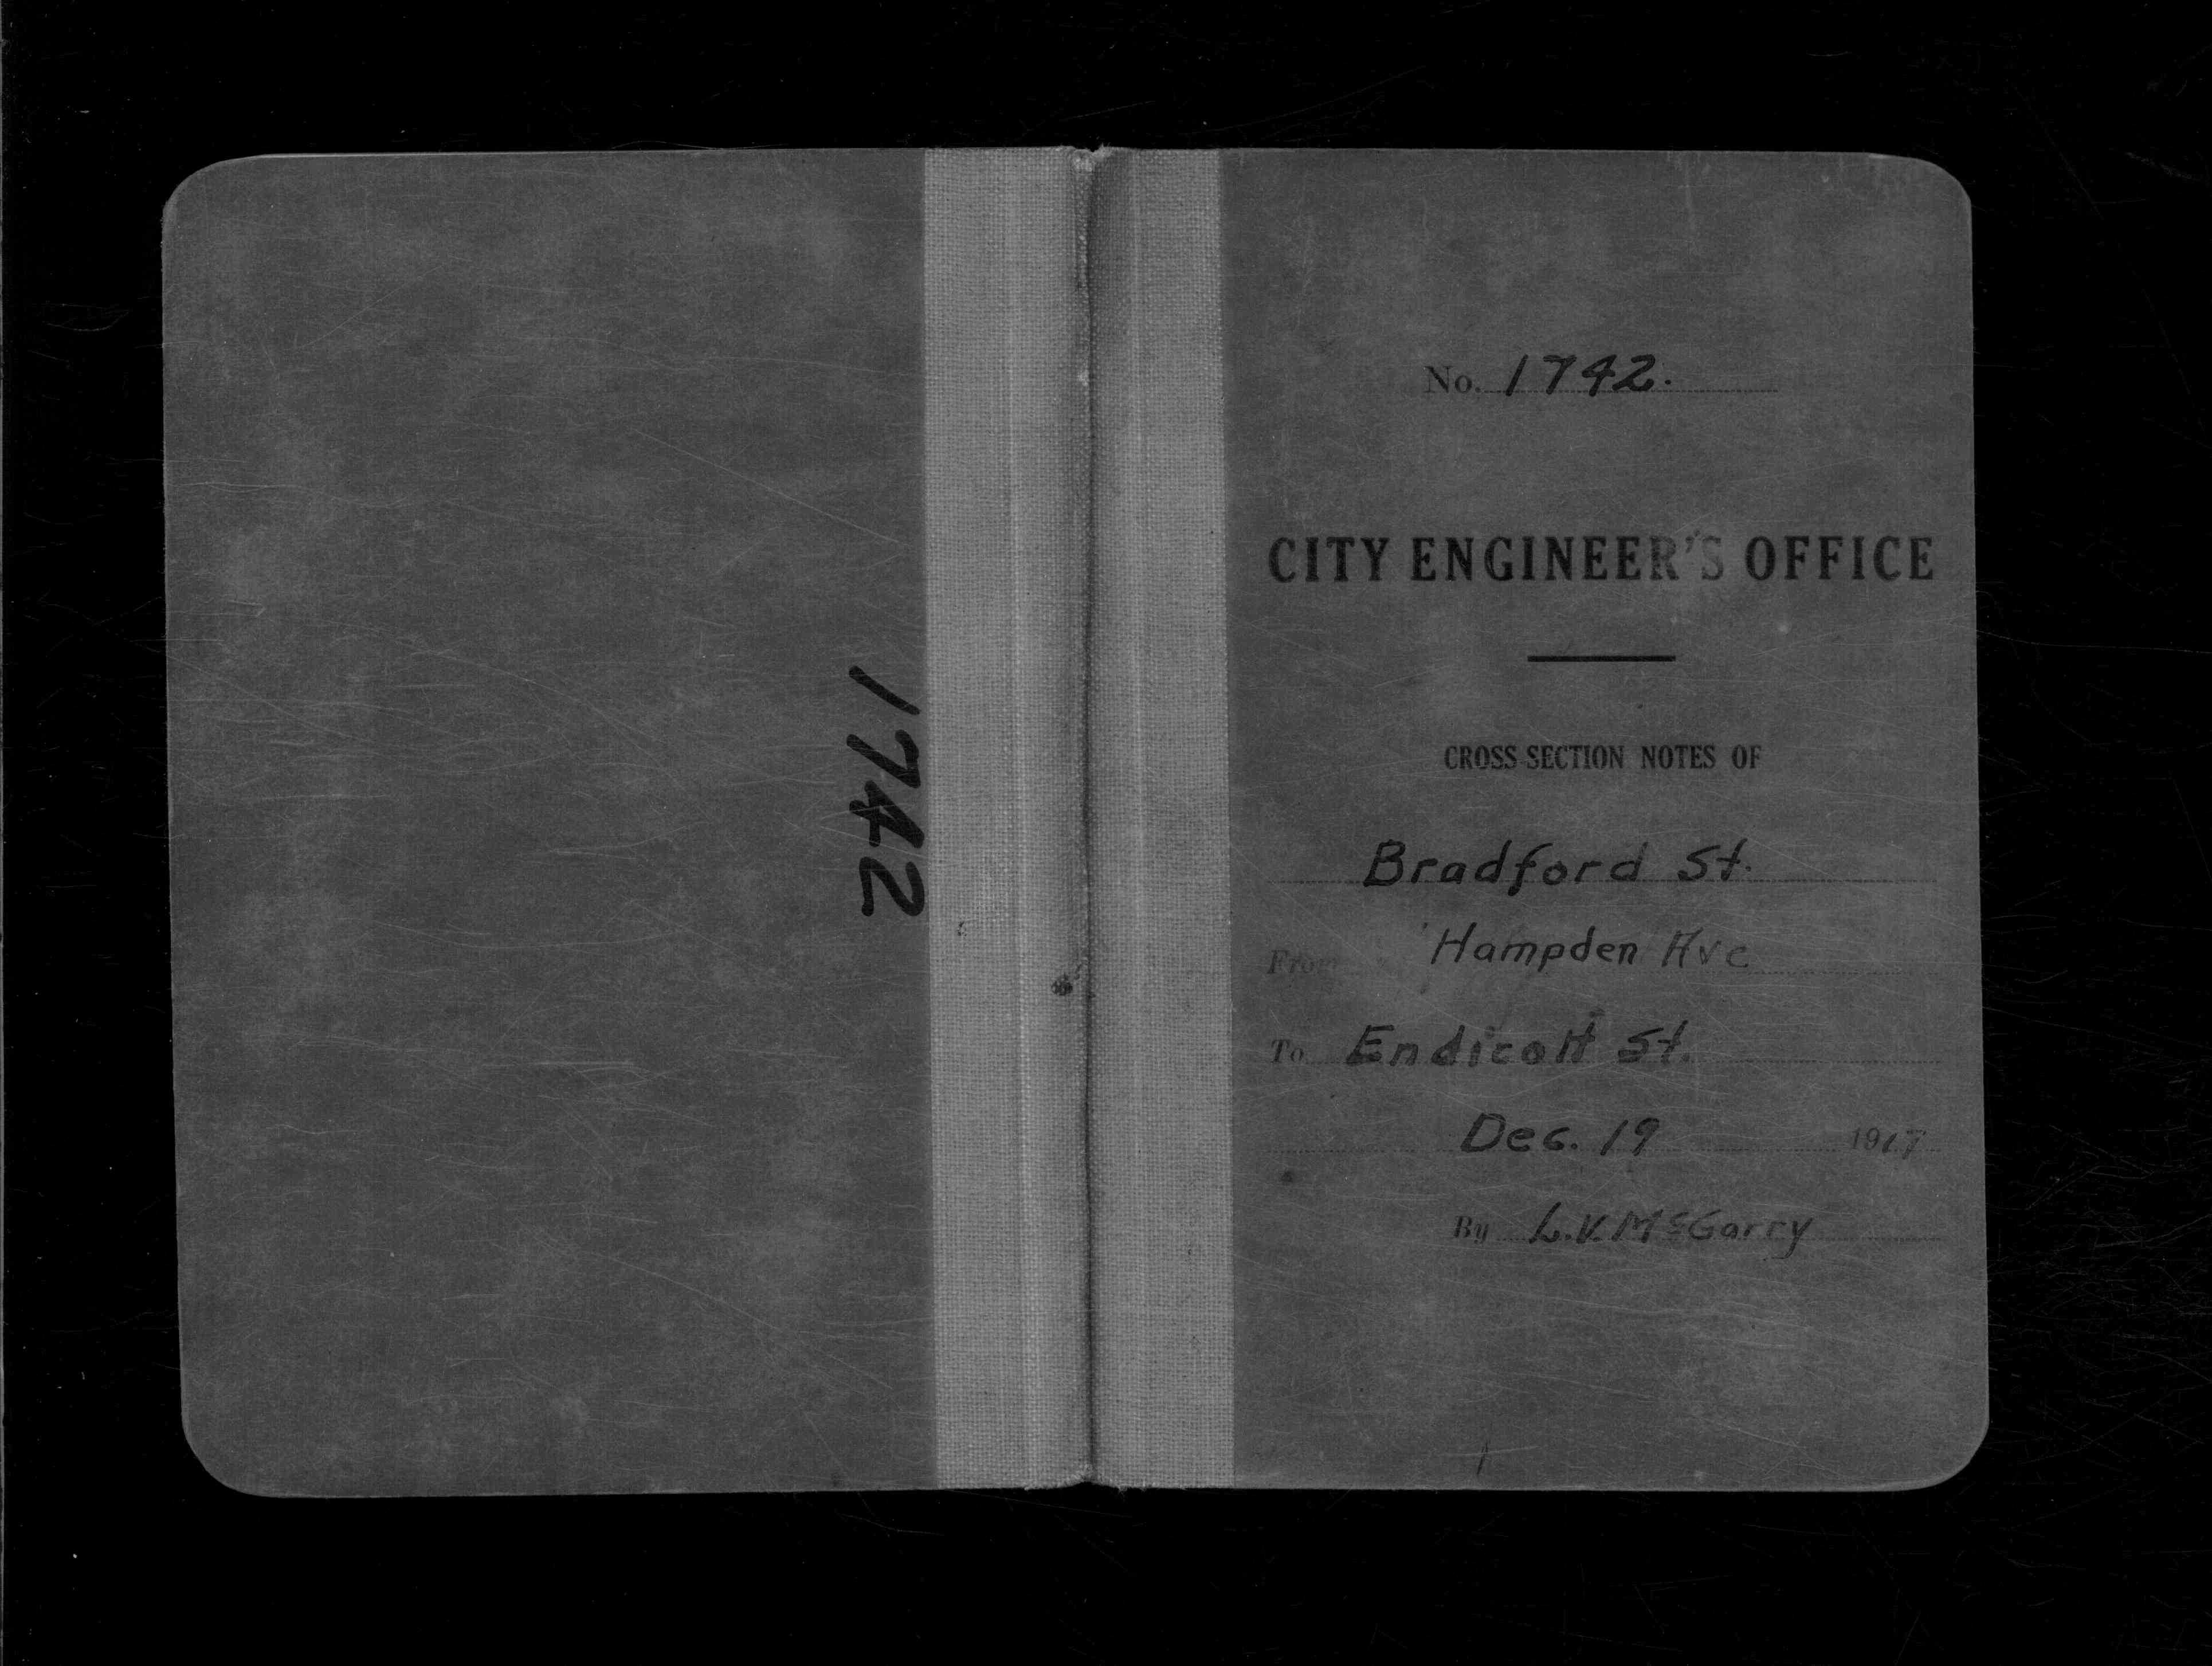 1742
No. 1742.
CITY ENGINEER'S OFFICE
CROSS SECTION NOTES OF
Bradford St.
From Hampden Ave
To Endicott St.
Dec. 19 1917
By L.V. McGarry